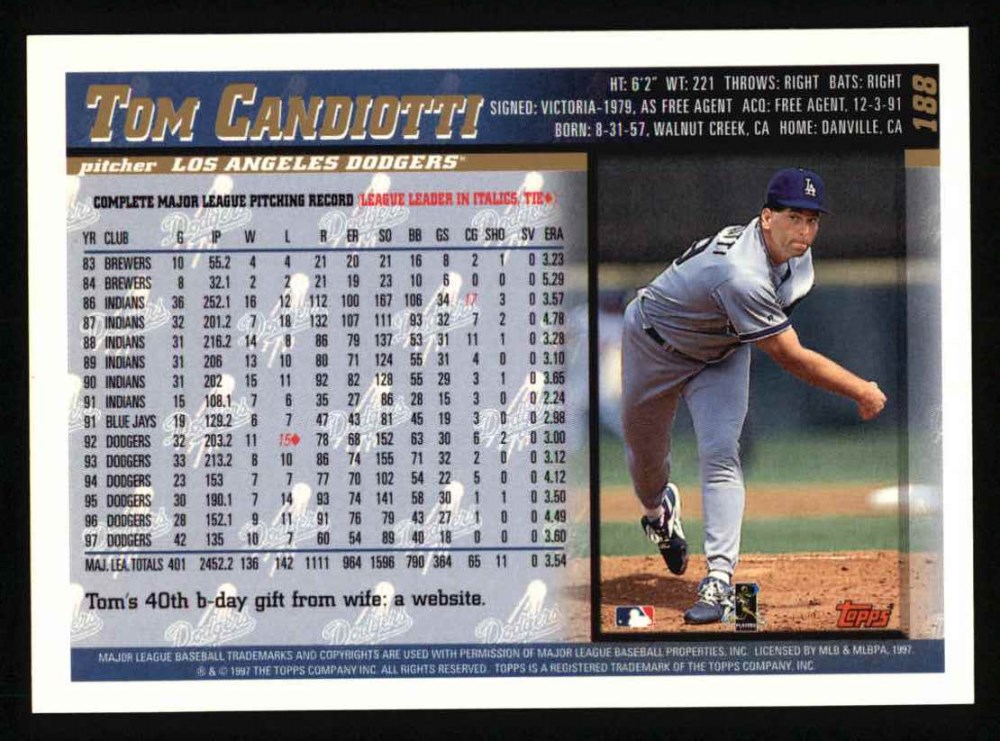 TOM CANDIOTTI
HT: 6'2" WT: 221 THROWS: RIGHT BATS: RIGHT
SIGNED: VICTORIA-1979, AS FREE AGENT ACQ: FREE AGENT, 12-3-91
BORN: 8-31-57, WALNUT CREEK, CA HOME: DANVILLE, CA
188
pitcher LOS ANGELES DODGERS™
COMPLETE MAJOR LEAGUE PITCHING RECORD (LEAGUE LEADER IN ITALICS, TIE♦)
YR CLUB G IP W L R ER SO BB GS CG SHO SV ERA
83 BREWERS 10 55.2 4 4 21 20 21 16 8 2 1 0 3.23
84 BREWERS 8 32.1 2 2 21 19 23 10 6 0 0 0 5.29
86 INDIANS 36 252.1 16 12 112 100 167 106 34 17 3 0 3.57
87 INDIANS 32 201.2 7 18 132 107 111 93 32 7 2 0 4.78
88 INDIANS 31 216.2 14 8 86 79 137 53 31 11 1 0 3.28
89 INDIANS 31 206 13 10 80 71 124 55 31 4 0 0 3.10
90 INDIANS 31 202 15 11 92 82 128 55 29 3 1 0 3.65
91 INDIANS 15 108.1 7 6 35 27 86 28 15 3 0 0 2.24
91 BLUE JAYS 19 129.2 6 7 47 43 81 45 19 3 0 0 2.98
92 DODGERS 32 203.2 11 15♦ 78 68 152 63 30 6 2 0 3.00
93 DODGERS 33 213.2 8 10 86 74 155 71 32 2 0 0 3.12
94 DODGERS 23 153 7 7 77 70 102 54 22 5 0 0 4.12
95 DODGERS 30 190.1 7 14 93 74 141 58 30 1 1 0 3.50
96 DODGERS 28 152.1 9 11 91 76 79 43 27 1 0 0 4.49
97 DODGERS 42 135 10 7 60 54 89 40 18 0 0 0 3.60
MAJ. LEA. TOTALS 401 2452.2 136 142 1111 964 1596 790 364 65 11 0 3.54
Tom's 40th b-day gift from wife: a website.
LA
PLAYERS
Topps
MAJOR LEAGUE BASEBALL TRADEMARKS AND COPYRIGHTS ARE USED WITH PERMISSION OF MAJOR LEAGUE BASEBALL PROPERTIES, INC. LICENSED BY MLB & MLBPA, 1997.
® & © 1997 THE TOPPS COMPANY INC. ALL RIGHTS RESERVED. TOPPS IS A REGISTERED TRADEMARK OF THE TOPPS COMPANY, INC.